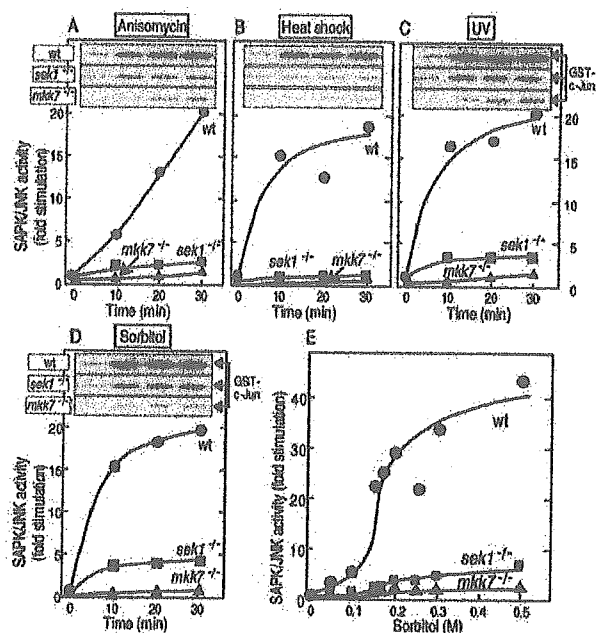 A Anisomycin
B Heat shock
C UV
wt
sek1 -/-
mkk7 -/-
GST-
c-Jun
SAPK/JNK activity
(fold stimulation)
20
15
10
5
0
wt
mkk7 -/-
sek1 -/-
0 10 20 30
Time (min)
wt
sek1 -/-
mkk7 -/-
0 10 20 30
Time (min)
wt
sek1 -/-
mkk7 -/-
20
15
10
5
0
0 10 20 30
Time (min)
D Sorbitol
wt
sek1 -/-
mkk7 -/-
GST-
c-Jun
SAPK/JNK activity
(fold stimulation)
20
15
10
5
0
wt
sek1 -/-
mkk7 -/-
0 10 20 30
Time (min)
E
SAPK/JNK activity (fold stimulation)
40
20
10
0
wt
sek1 -/-
mkk7 -/-
0 0.1 0.2 0.3 0.4 0.5
Sorbitol (M)